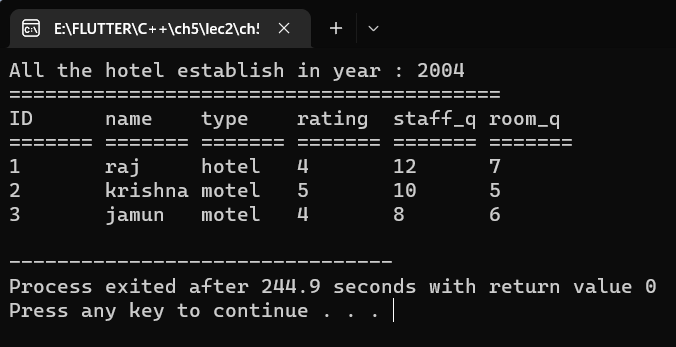 E:\FLUTTER\C++\ch5\lec2\ch5
All the hotel establish in year : 2004
=========================================
ID      name    type    rating  staff_q room_q
======= ======= ======= ======= ======= =======
1       raj     hotel   4       12      7
2       krishna motel   5       10      5
3       jamun   motel   4       8       6
--------------------------------
Process exited after 244.9 seconds with return value 0
Press any key to continue . . .